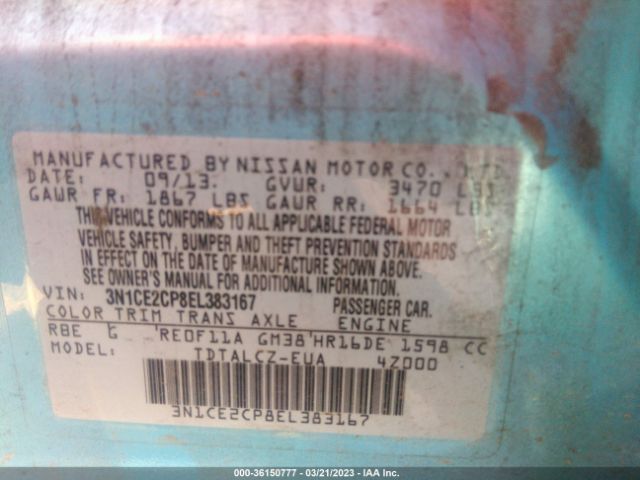 MANUFACTURED BY NISSAN MOTOR CO., LTD.
DATE: 09/13. GVWR: 3470 LBS
GAWR FR: 1867 LBS GAWR RR: 1664 LBS
THIS VEHICLE CONFORMS TO ALL APPLICABLE FEDERAL MOTOR
VEHICLE SAFETY, BUMPER AND THEFT PREVENTION STANDARDS
IN EFFECT ON THE DATE OF MANUFACTURE SHOWN ABOVE.
SEE OWNER'S MANUAL FOR ADDITIONAL INFORMATION.
VIN: 3N1CE2CP8EL383167 PASSENGER CAR.
COLOR TRIM TRANS AXLE ENGINE
RBE G RE0F11A GM38 HR16DE 1598 CC
MODEL: TDTALCZ-EUA 4Z000
3N1CE2CP8EL383167
000-36150777 — 03/21/2023 — IAA Inc.